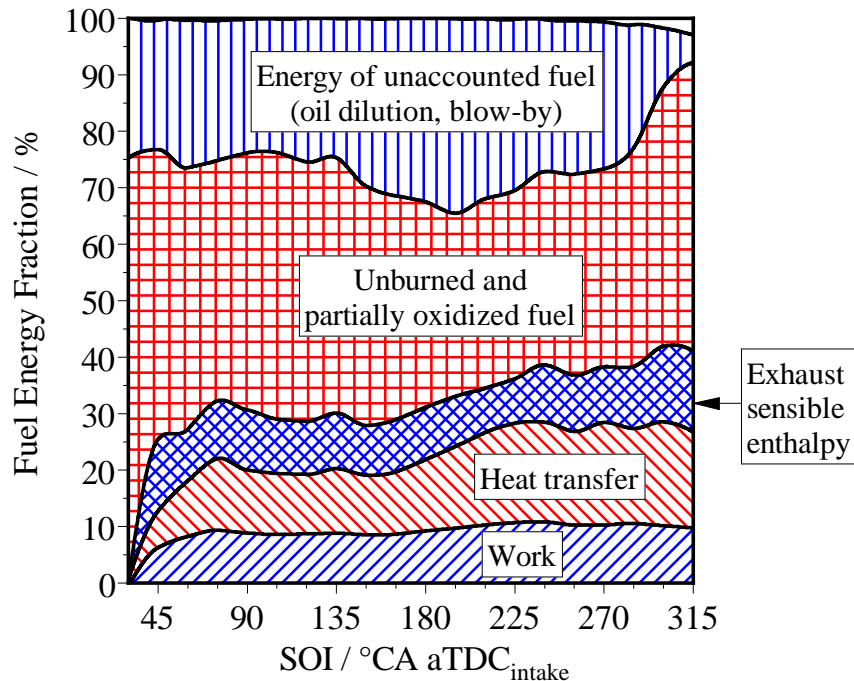 100
90
80
70
60
50
40
30
20
10
0
Fuel Energy Fraction / %
Energy of unaccounted fuel
(oil dilution, blow-by)
Unburned and
partially oxidized fuel
Exhaust
sensible
enthalpy
Heat transfer
Work
45 90 135 180 225 270 315
SOI / °CA aTDCintake